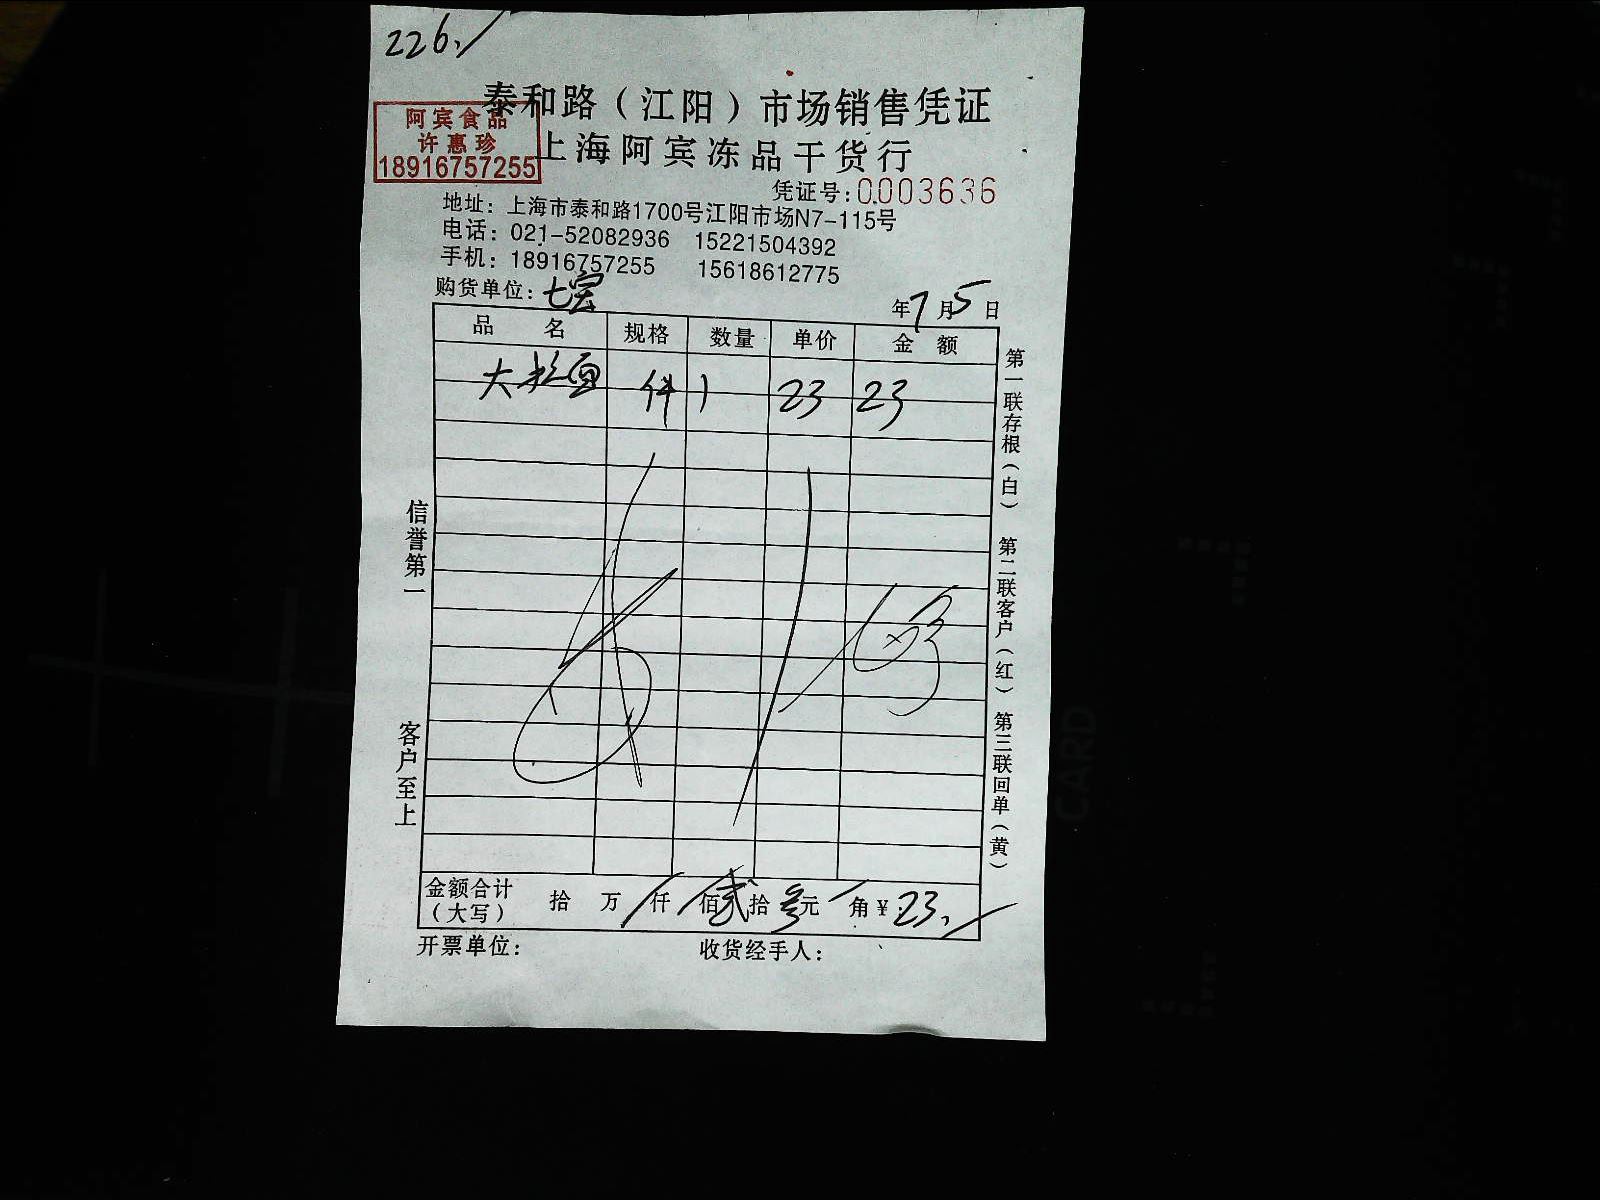 226.
泰和路（江阳）市场销售凭证
阿宾食品
许惠珍
18916757255
上海阿宾冻品干货行
凭证号：0003636
地址：上海市泰和路1700号江阳市场N7-115号
电话：021-52082936 15221504392
手机：18916757255 15618612775
购货单位：七宝 年7月5日
品名 规格 数量 单价 金额
大 面 件 1 23 23
金额合计（大写） 拾 万 仟 佰 贰拾 叁元 角￥23.
开票单位： 收货经手人：
信誉第一 客户至上
第一联存根（白） 第二联客户（红） 第三联回单（黄）
CARD